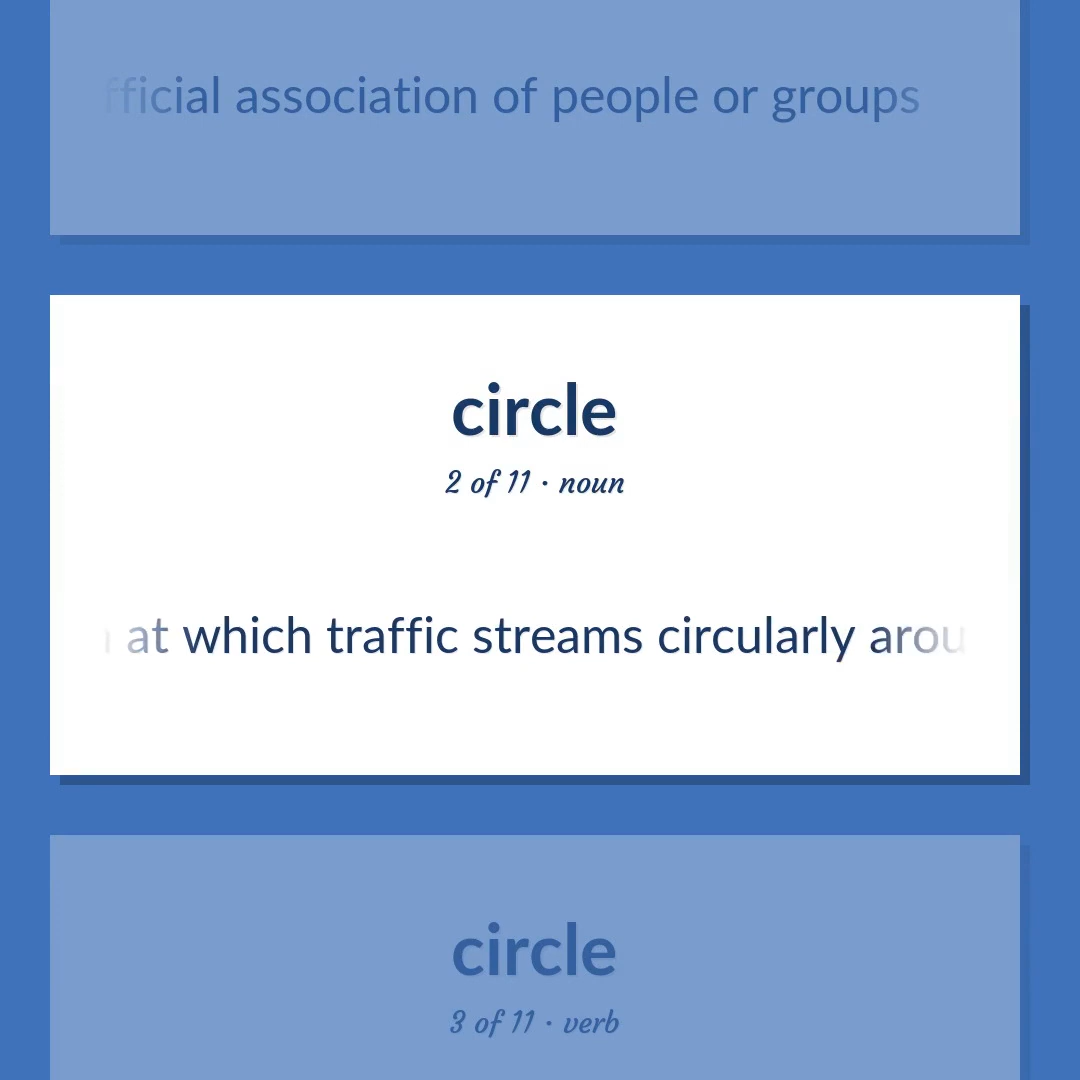 fficial association of people or groups
circle
2 of 11 · noun
at which traffic streams circularly arou
circle
3 of 11 · verb